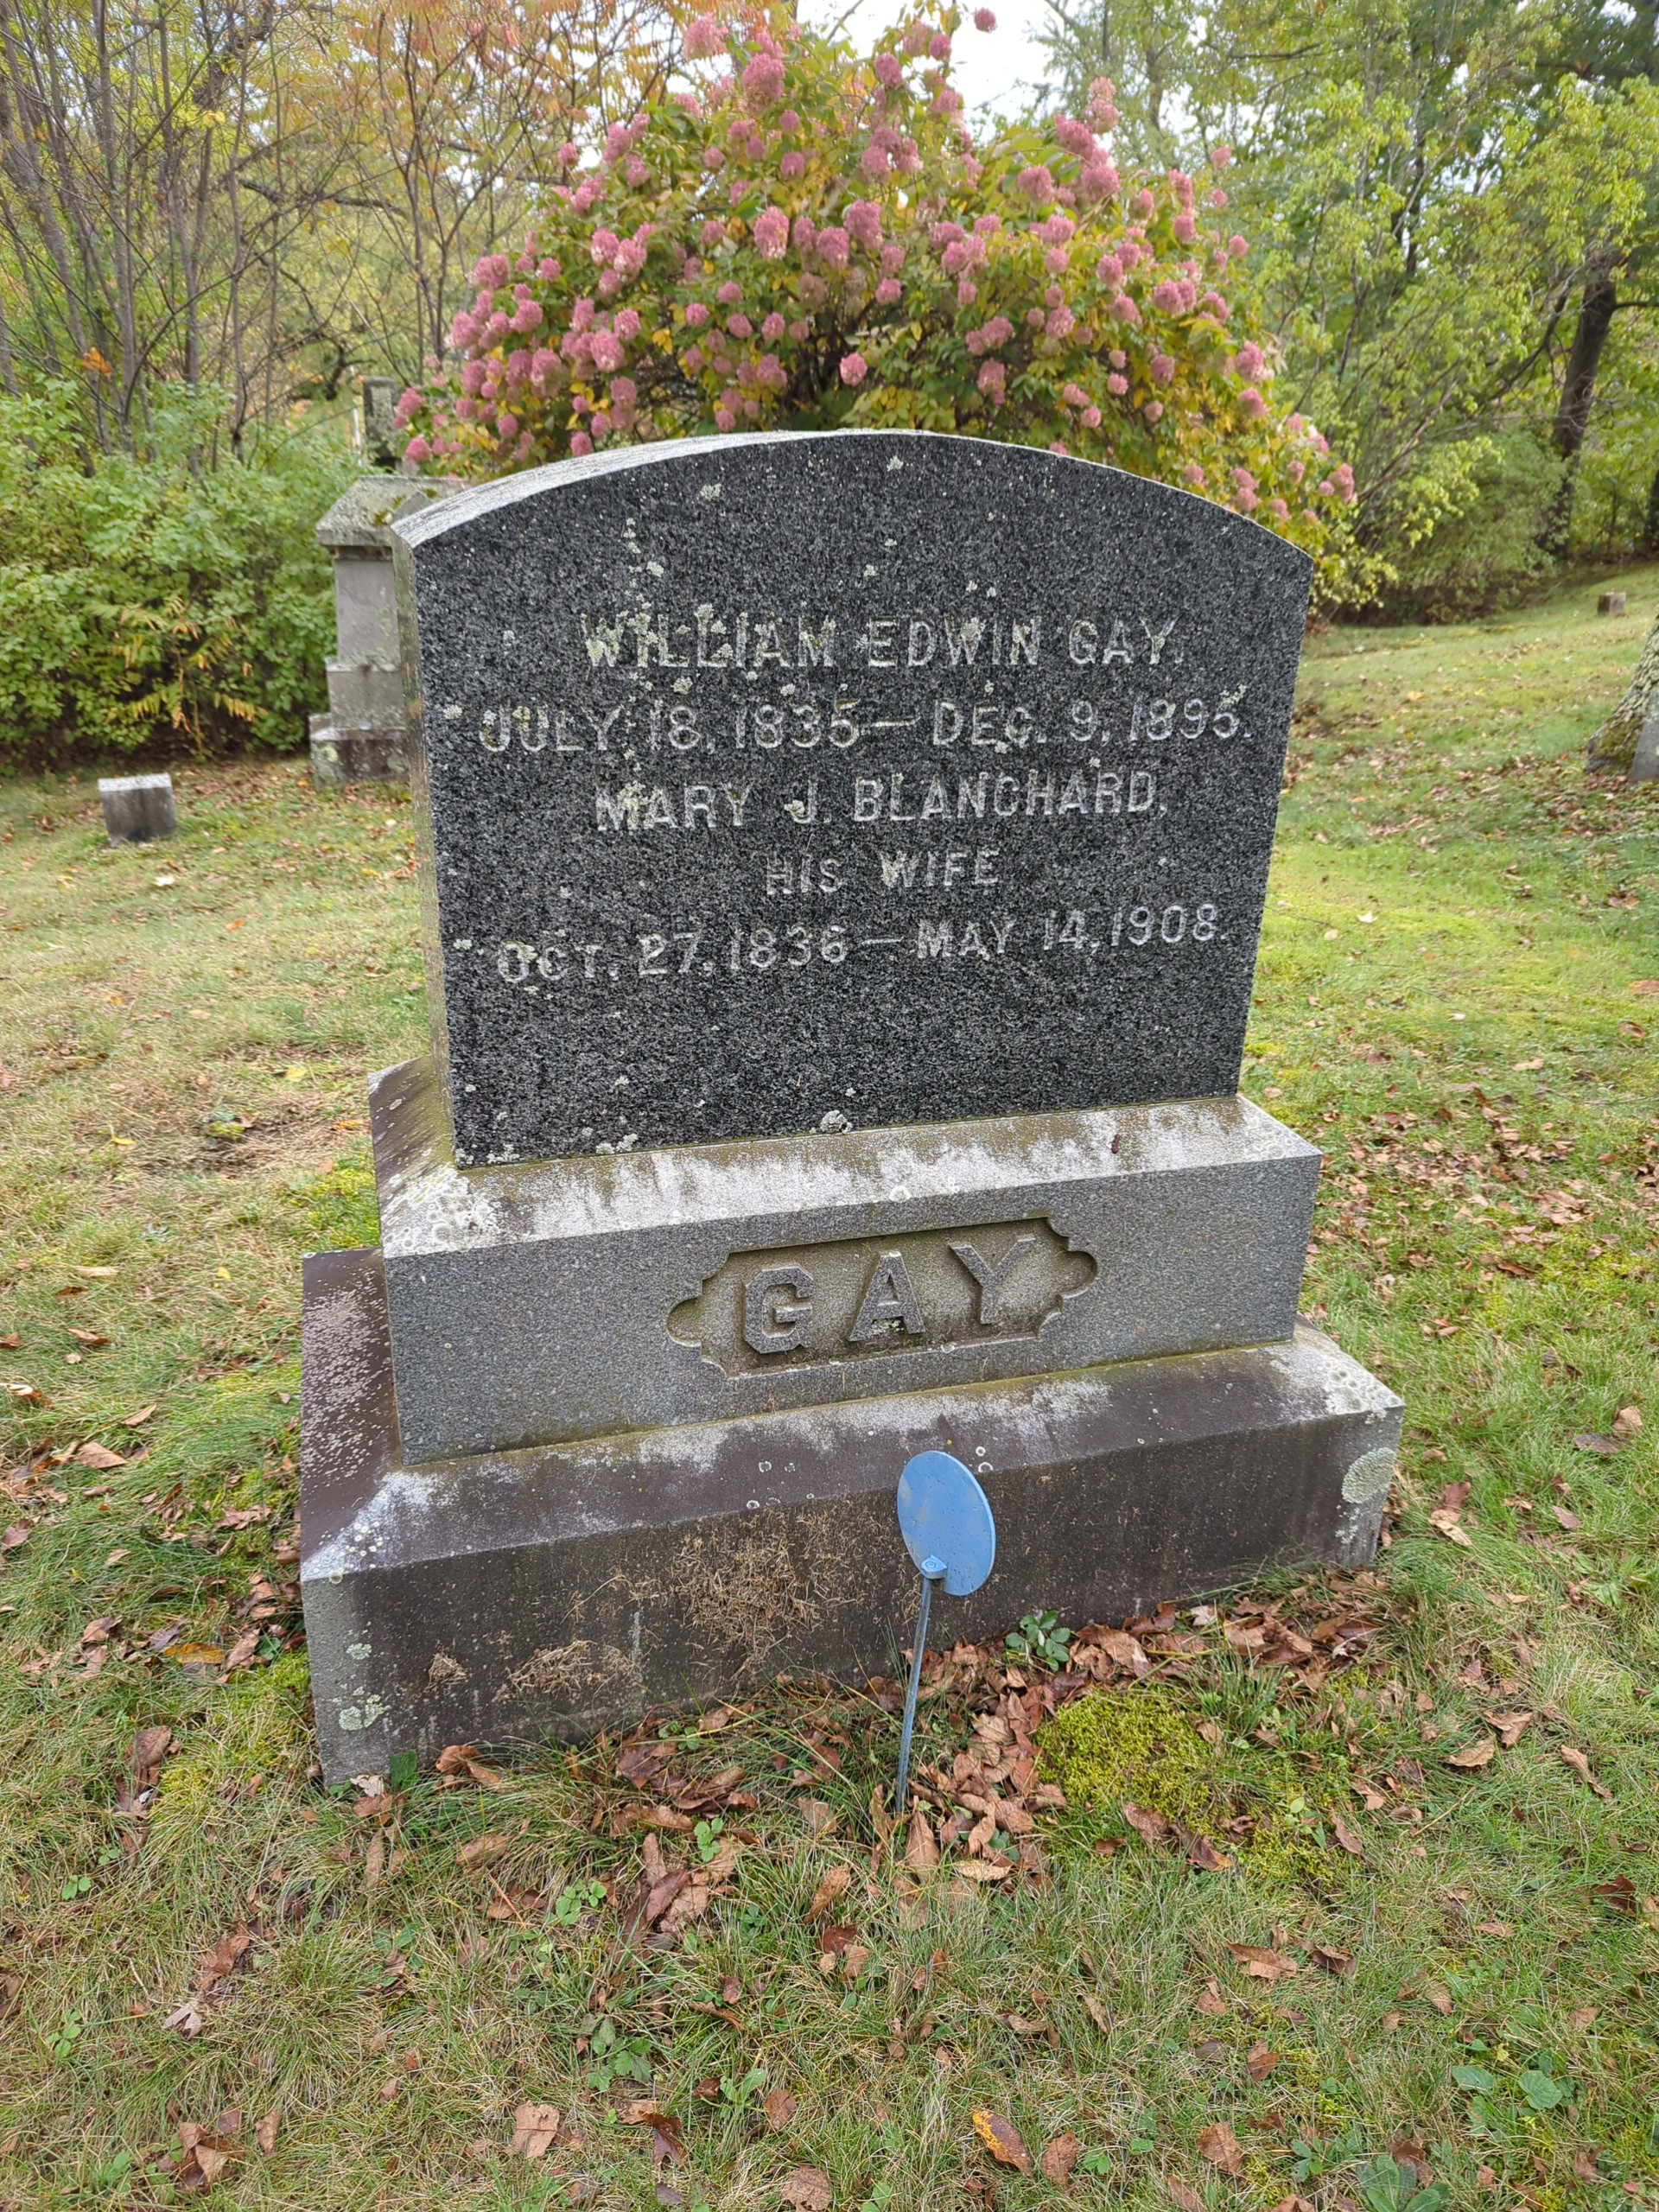 WILLIAM EDWIN GAY.
JULY 18, 1835 — DEC. 9, 1895.
MARY J. BLANCHARD,
HIS WIFE
OCT. 27, 1836 — MAY 14, 1908.
GAY